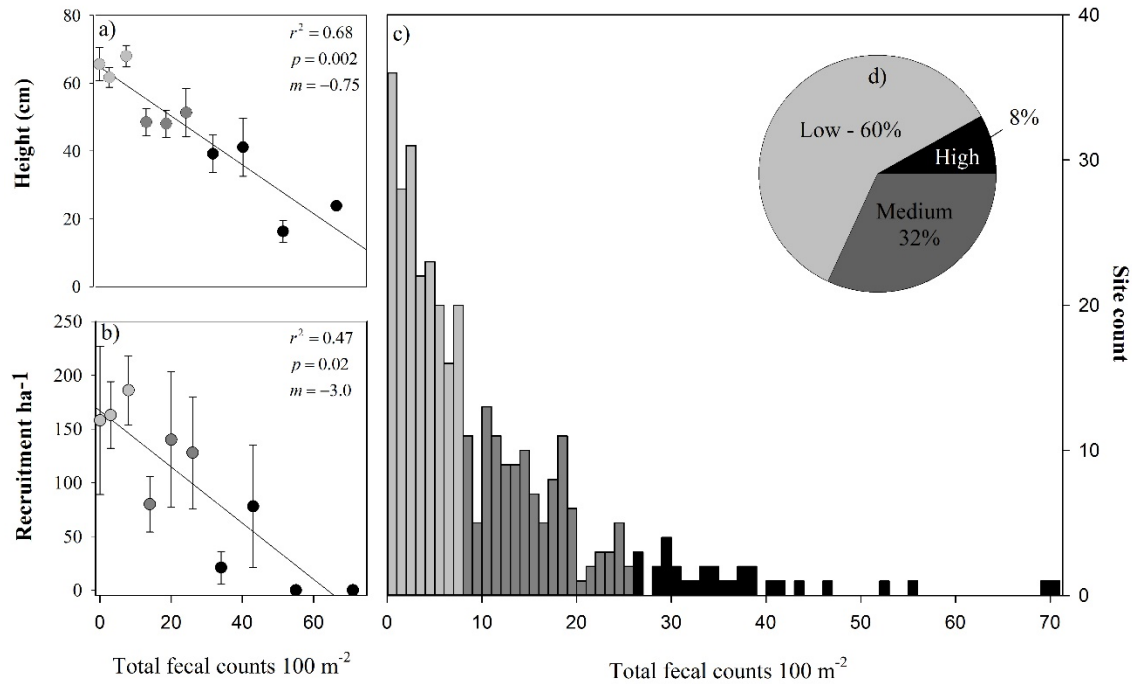 a)
r² = 0.68
p = 0.002
m = −0.75
80
60
40
20
0
Height (cm)
b)
r² = 0.47
p = 0.02
m = −3.0
250
200
150
100
50
0
Recruitment ha-1
0 20 40 60
Total fecal counts 100 m⁻²
c)
d)
Low - 60%
8%
High
Medium
32%
40
30
20
10
0
Site count
0 10 20 30 40 50 60 70
Total fecal counts 100 m⁻²